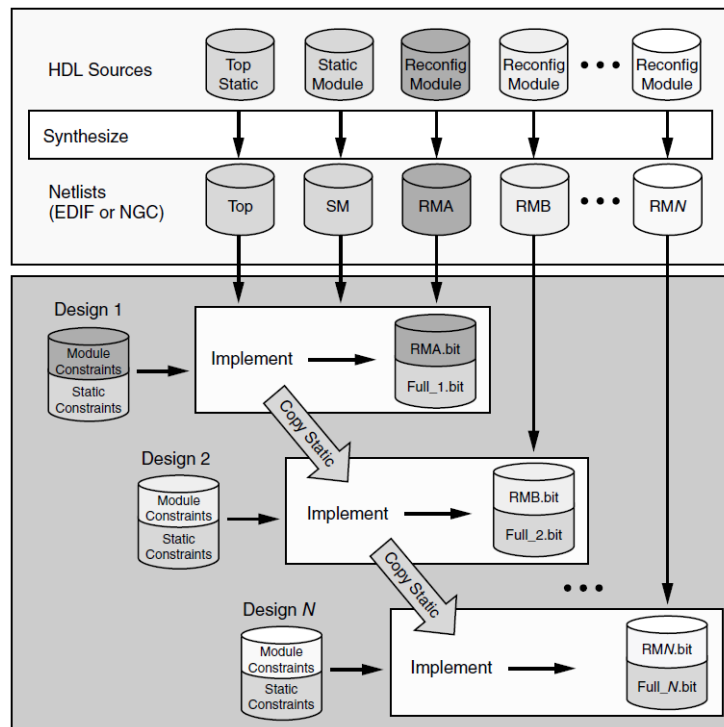 HDL Sources
Top
Static
Static
Module
Reconfig
Module
Reconfig
Module
Reconfig
Module
Synthesize
Netlists
(EDIF or NGC)
Top
SM
RMA
RMB
RMN
Design 1
Module
Constraints
Static
Constraints
Implement
RMA.bit
Full_1.bit
Copy Static
Design 2
Module
Constraints
Static
Constraints
Implement
RMB.bit
Full_2.bit
Copy Static
Design N
Module
Constraints
Static
Constraints
Implement
RMN.bit
Full_N.bit